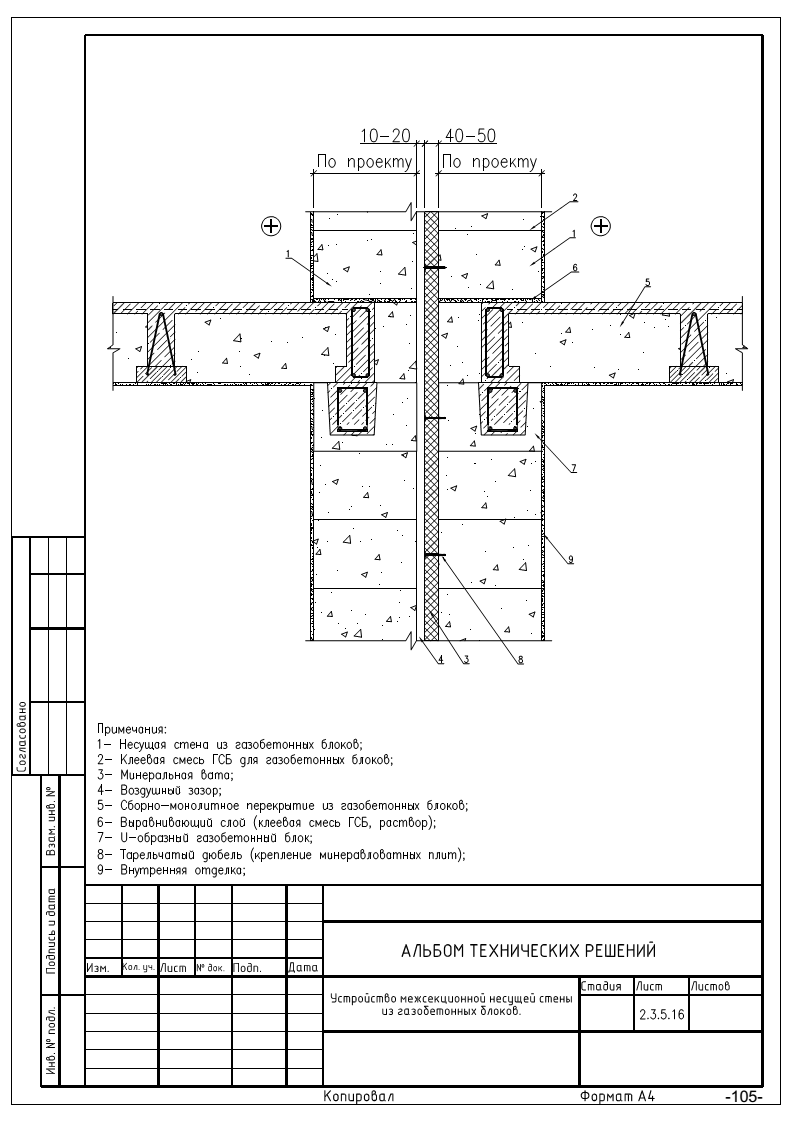 10-20
40-50
По проекту
По проекту
2
1
1
6
5
7
9
4
3
8
Примечания:
1– Несущая стена из газобетонных блоков;
2– Клеевая смесь ГСБ для газобетонных блоков;
3– Минеральная вата;
4– Воздушный зазор;
5– Сборно–монолитное перекрытие из газобетонных блоков;
6– Выравнивающий слой (клеевая смесь ГСБ, раствор);
7– U–образный газобетонный блок;
8– Тарельчатый дюбель (крепление минеравловатных плит);
9– Внутренняя отделка;
Согласовано
Взам. инв. №
Подпись и дата
Инв. № подл.
Изм.
Кол. уч.
Лист
№ док.
Подп.
Дата
АЛЬБОМ ТЕХНИЧЕСКИХ РЕШЕНИЙ
Устройство межсекционной несущей стены
из газобетонных блоков.
Стадия
Лист
Листов
2.3.5.16
Копировал
Формат А4
-105-